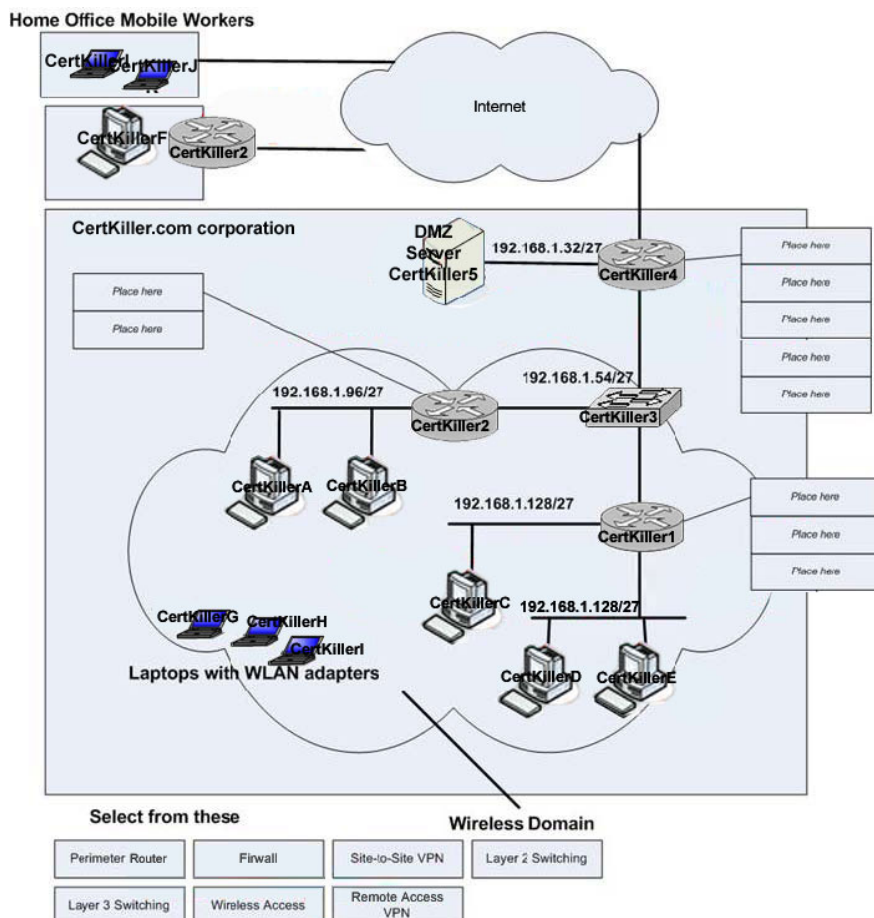 Home Office Mobile Workers
CertKillerI
CertKillerJ
Internet
CertKillerF
CertKiller2
CertKiller.com corporation
DMZ
Server
CertKiller5
192.168.1.32/27
CertKiller4
Place here
Place here
Place here
Place here
Place here
Place here
Place here
192.168.1.54/27
192.168.1.96/27
CertKiller2
CertKiller3
CertKillerA
CertKillerB
192.168.1.128/27
CertKiller1
Place here
Place here
Place here
CertKillerC
192.168.1.128/27
CertKillerG
CertKillerH
CertKillerI
Laptops with WLAN adapters
CertKillerD
CertKillerE
Select from these
Wireless Domain
Perimeter Router
Firwall
Site-to-Site VPN
Layer 2 Switching
Layer 3 Switching
Wireless Access
Remote Access
VPN